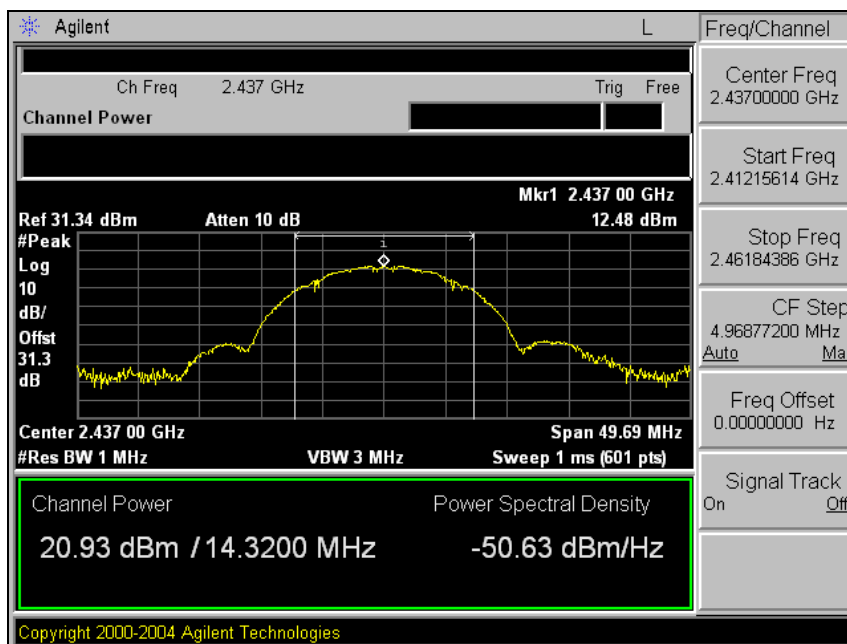 Agilent L Freq/Channel
Ch Freq 2.437 GHz Trig Free
Channel Power
Center Freq
2.43700000 GHz
Start Freq
2.41215614 GHz
Stop Freq
2.46184386 GHz
CF Step
4.96877200 MHz
Auto Ma
Freq Offset
0.00000000 Hz
Signal Track
On Off
Mkr1 2.437 00 GHz
Ref 31.34 dBm Atten 10 dB 12.48 dBm
#Peak
Log
10
dB/
Offst
31.3
dB
1
Center 2.437 00 GHz Span 49.69 MHz
#Res BW 1 MHz VBW 3 MHz Sweep 1 ms (601 pts)
Channel Power Power Spectral Density
20.93 dBm / 14.3200 MHz -50.63 dBm/Hz
Copyright 2000-2004 Agilent Technologies